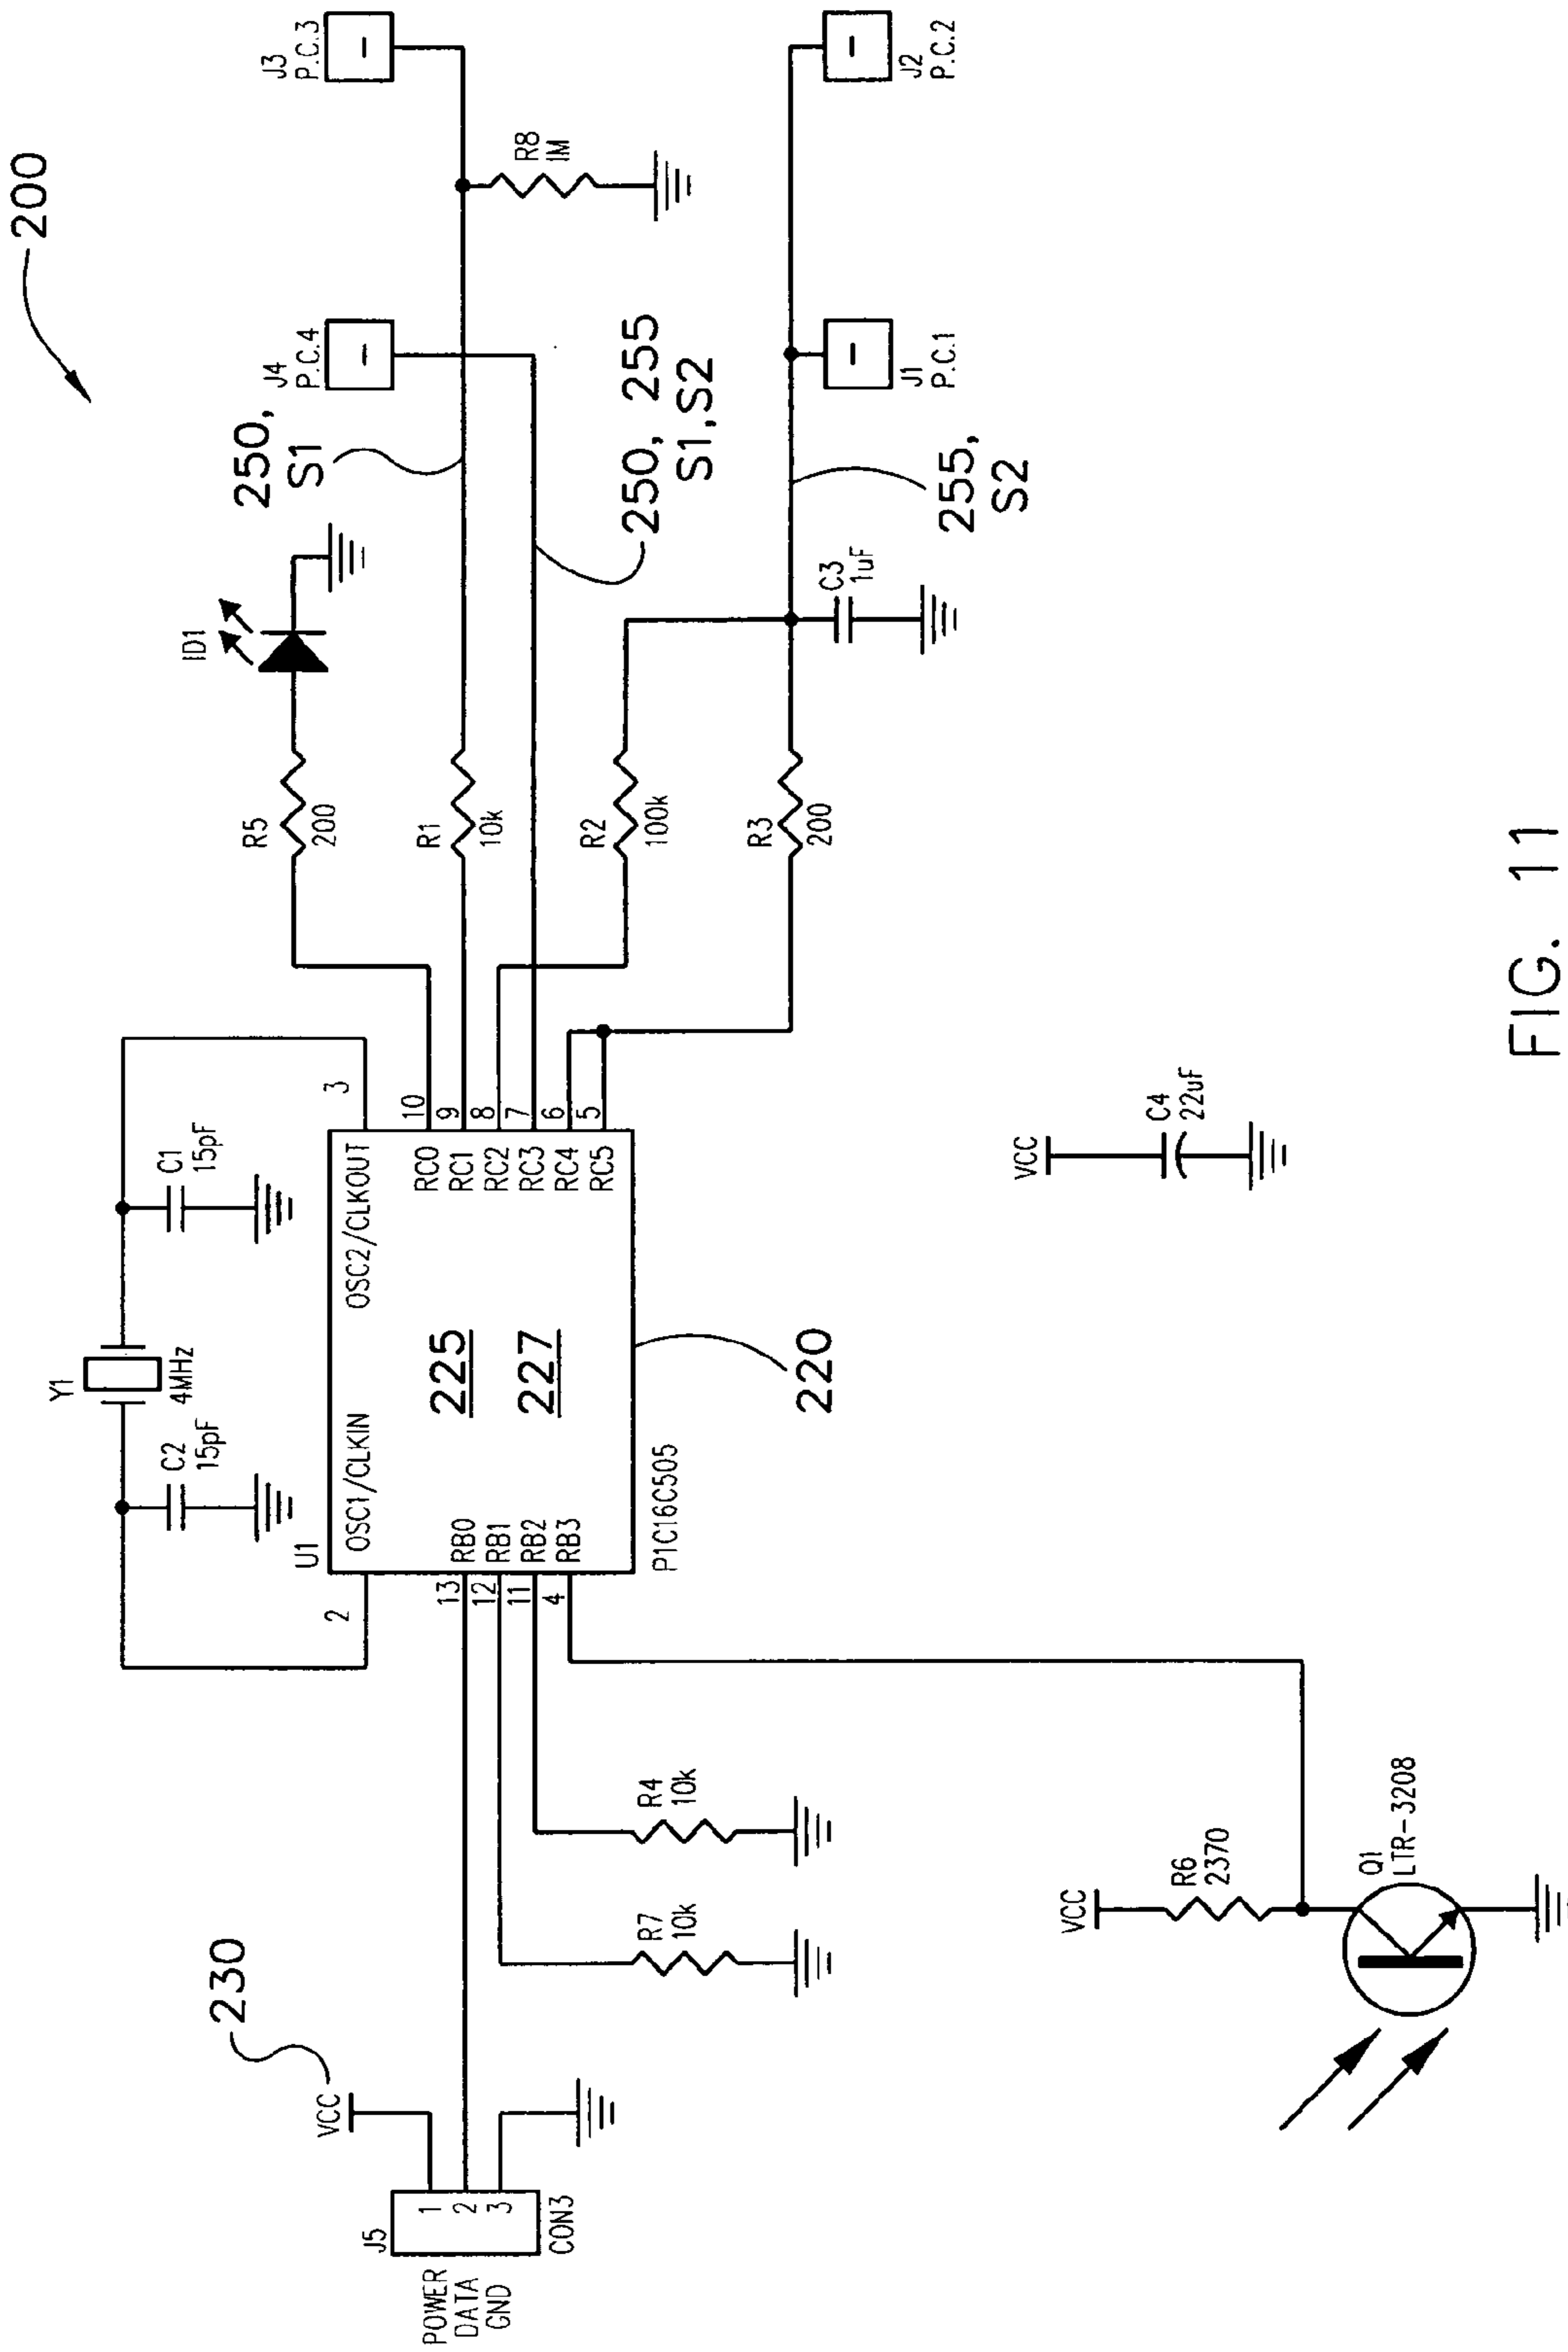 200
J3
P.C.3
J4
P.C.4
R8
1M
250,
S1
250, 255
S1,S2
255,
S2
J1
P.C.1
J2
P.C.2
ID1
R5
200
R1
10k
R2
100k
R3
200
C3
1uF
Y1
4MHz
C2
15pF
C1
15pF
2
3
U1
OSC1/CLKIN
OSC2/CLKOUT
13
RB0
12
RB1
11
RB2
4
RB3
RC0
10
RC1
9
RC2
8
RC3
7
RC4
6
RC5
5
225
227
220
P1C16C505
230
VCC
J5
POWER
DATA
GND
1
2
3
CON3
R7
10k
R4
10k
VCC
R6
2370
Q1
LTR-3208
VCC
C4
22uF
FIG. 11